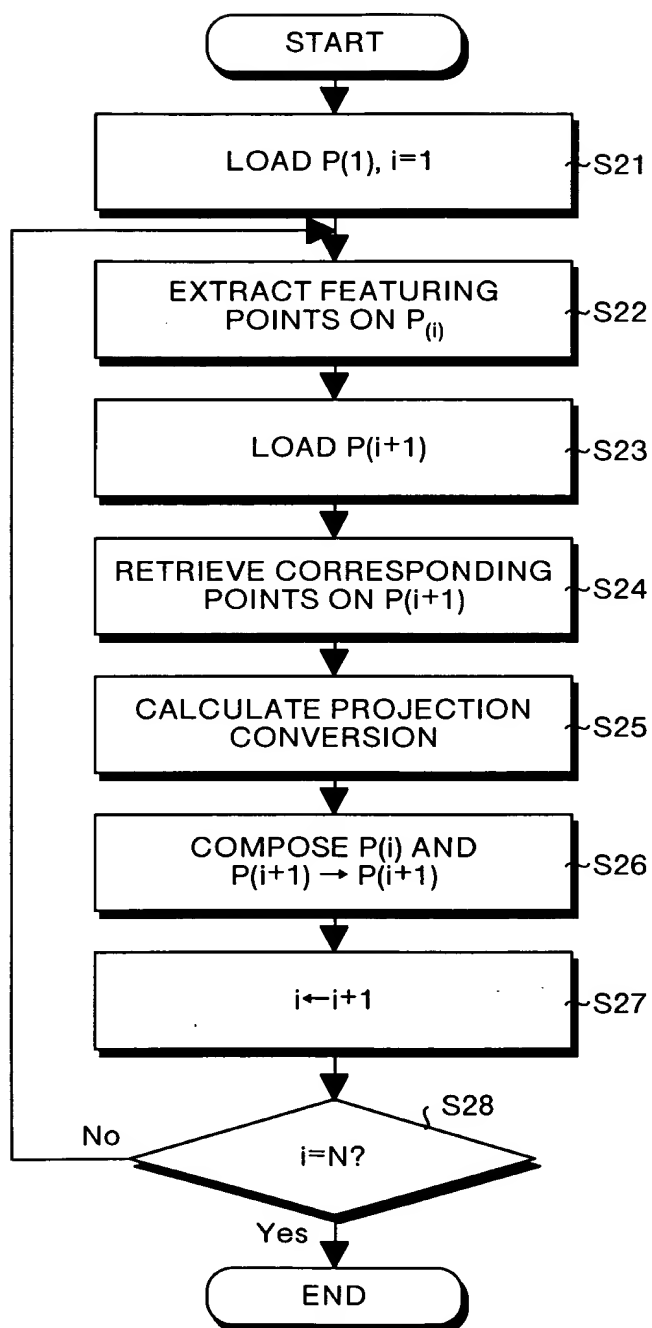 START
LOAD P(1), i=1
S21
EXTRACT FEATURING
POINTS ON P(i)
S22
LOAD P(i+1)
S23
RETRIEVE CORRESPONDING
POINTS ON P(i+1)
S24
CALCULATE PROJECTION
CONVERSION
S25
COMPOSE P(i) AND
P(i+1) → P(i+1)
S26
i←i+1
S27
S28
No
i=N?
Yes
END